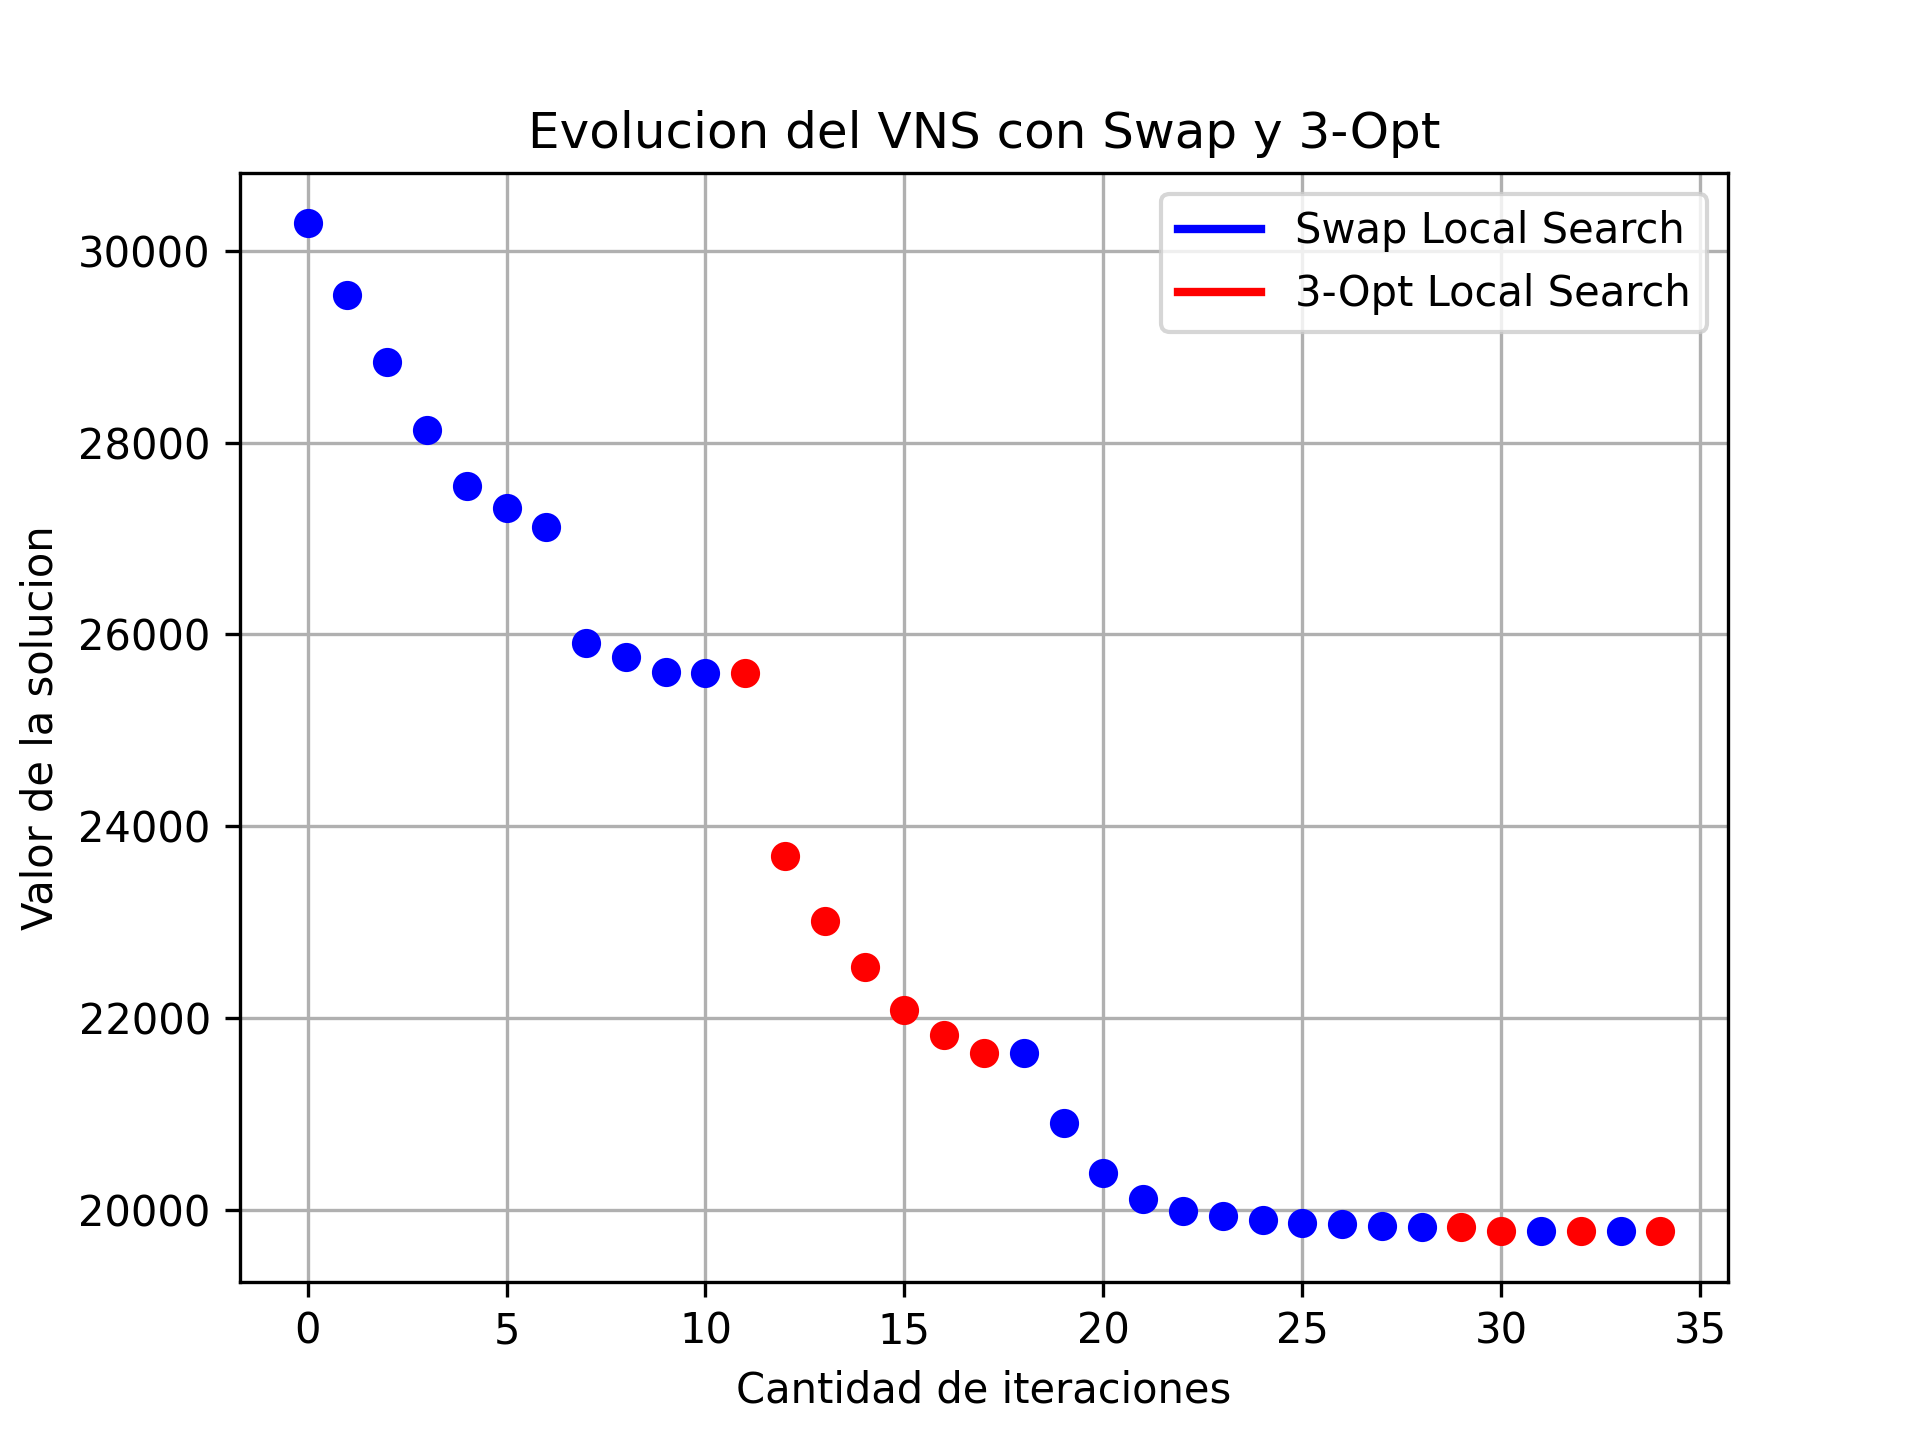 Evolucion del VNS con Swap y 3-Opt
Swap Local Search
3-Opt Local Search
Valor de la solucion
30000
28000
26000
24000
22000
20000
0 5 10 15 20 25 30 35
Cantidad de iteraciones